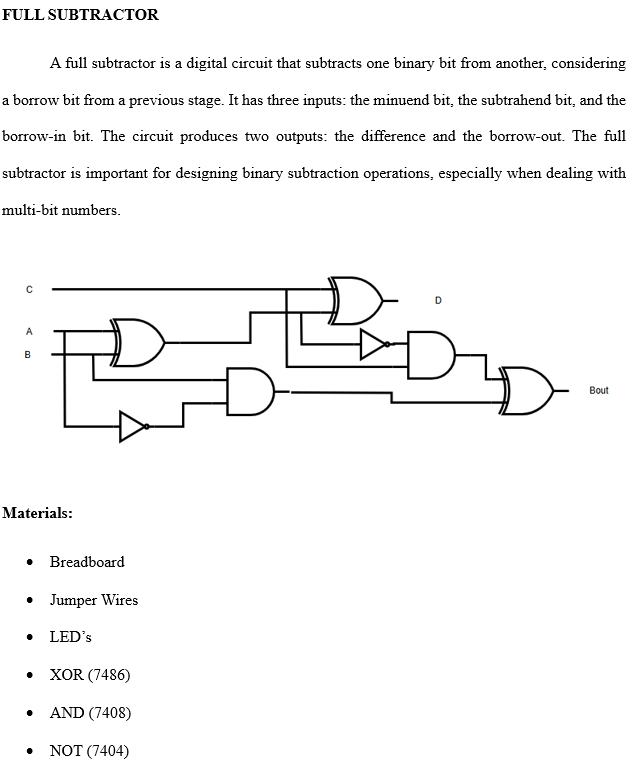 FULL SUBTRACTOR
A full subtractor is a digital circuit that subtracts one binary bit from another, considering
a borrow bit from a previous stage. It has three inputs: the minuend bit, the subtrahend bit, and the
borrow-in bit. The circuit produces two outputs: the difference and the borrow-out. The full
subtractor is important for designing binary subtraction operations, especially when dealing with
multi-bit numbers.
C
D
A
B
Bout
Materials:
• Breadboard
• Jumper Wires
• LED’s
• XOR (7486)
• AND (7408)
• NOT (7404)